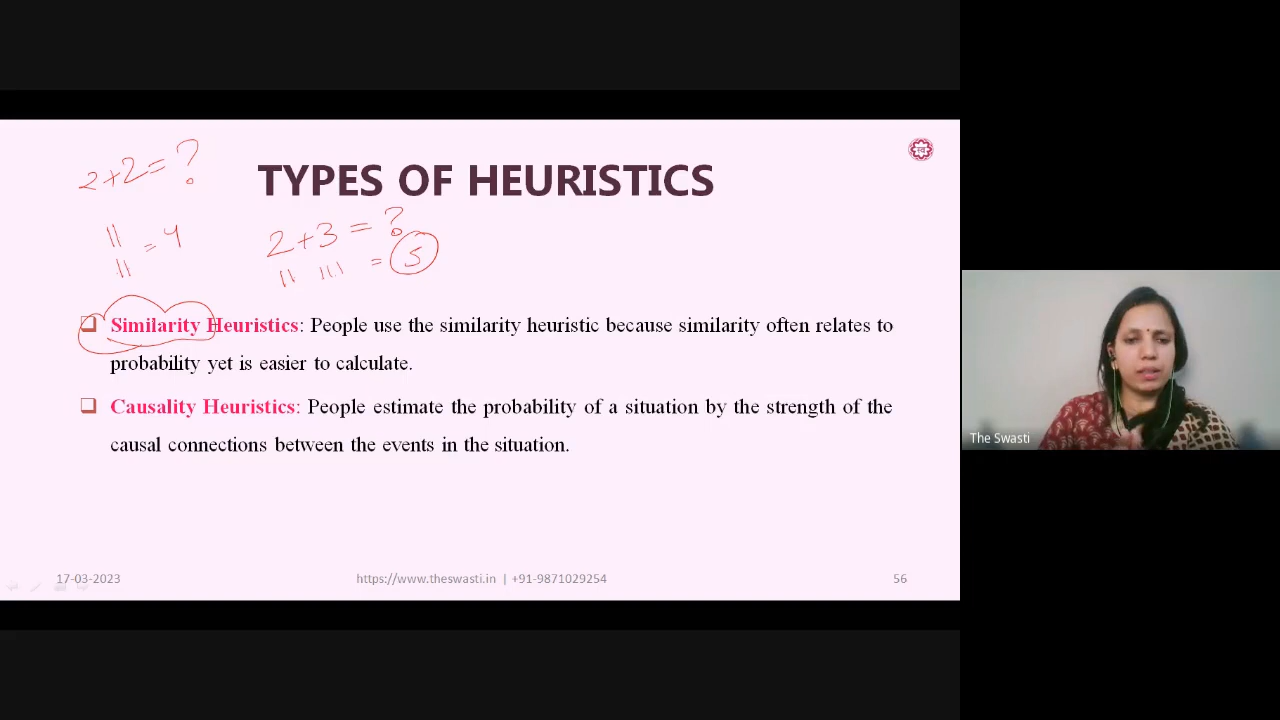 2+2=?
TYPES OF HEURISTICS
|| || = 4
2+3=?
|| ||| = 5
Similarity Heuristics: People use the similarity heuristic because similarity often relates to
probability yet is easier to calculate.
Causality Heuristics: People estimate the probability of a situation by the strength of the
causal connections between the events in the situation.
The Swasti
17-03-2023
https://www.theswasti.in | +91-9871029254
56